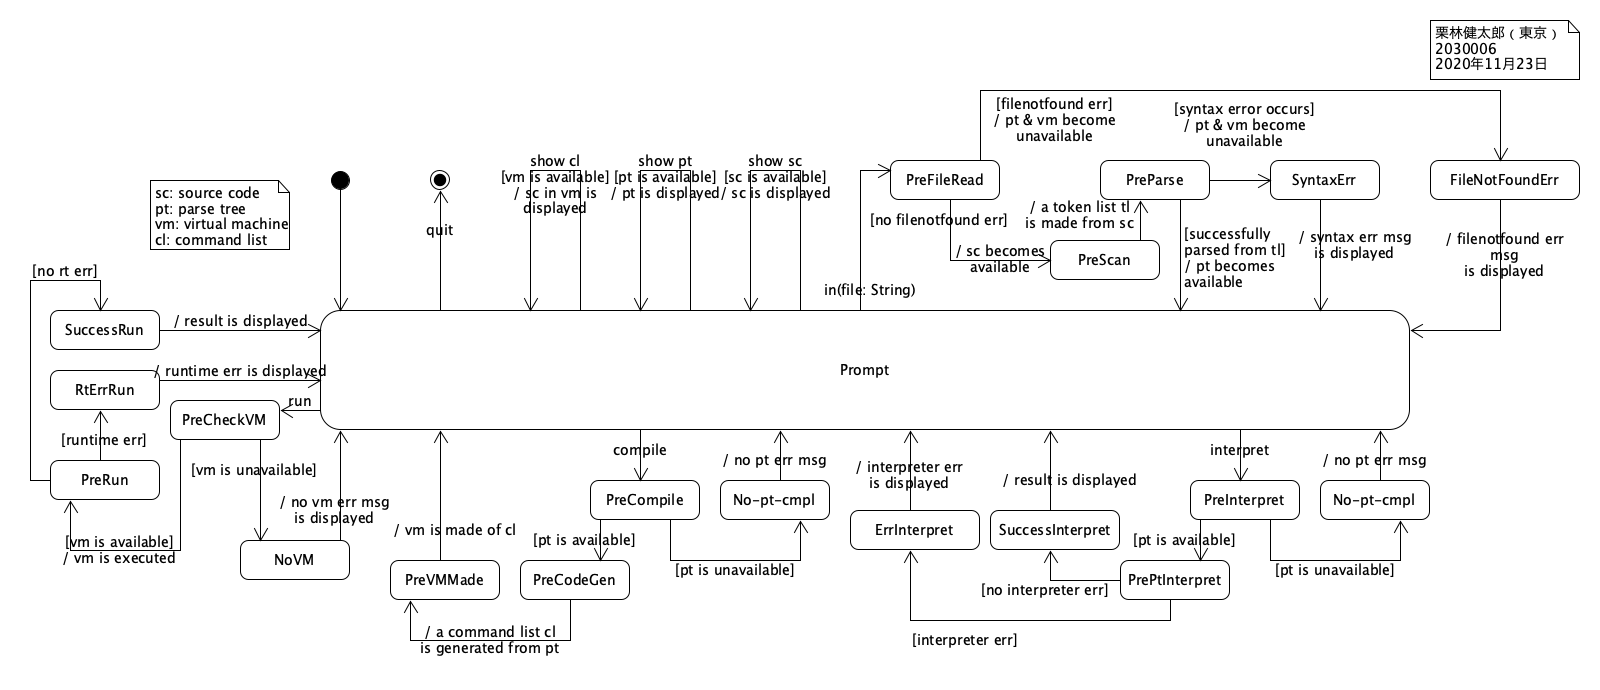 栗林健太郎（東京）
2030006
2020年11月23日
[filenotfound err]
/ pt & vm become
unavailable
[syntax error occurs]
/ pt & vm become
unavailable
sc: source code
pt: parse tree
vm: virtual machine
cl: command list
quit
show cl
[vm is available]
/ sc in vm is
displayed
show pt
[pt is available]
/ pt is displayed
show sc
[sc is available]
/ sc is displayed
PreFileRead
PreParse
SyntaxErr
FileNotFoundErr
[no filenotfound err]
/ a token list tl
is made from sc
/ sc becomes
available
PreScan
[successfully
parsed from tl]
/ pt becomes
available
/ syntax err msg
is displayed
/ filenotfound err
msg
is displayed
in(file: String)
[no rt err]
SuccessRun
/ result is displayed
Prompt
RtErrRun
/ runtime err is displayed
run
PreCheckVM
[runtime err]
PreRun
[vm is unavailable]
/ no vm err msg
is displayed
[vm is available]
/ vm is executed
NoVM
/ vm is made of cl
PreVMMade
compile
PreCompile
/ no pt err msg
No-pt-cmpl
[pt is available]
[pt is unavailable]
PreCodeGen
/ a command list cl
is generated from pt
/ interpreter err
is displayed
ErrInterpret
/ result is displayed
SuccessInterpret
interpret
PreInterpret
/ no pt err msg
No-pt-cmpl
[pt is available]
[pt is unavailable]
PrePtInterpret
[no interpreter err]
[interpreter err]